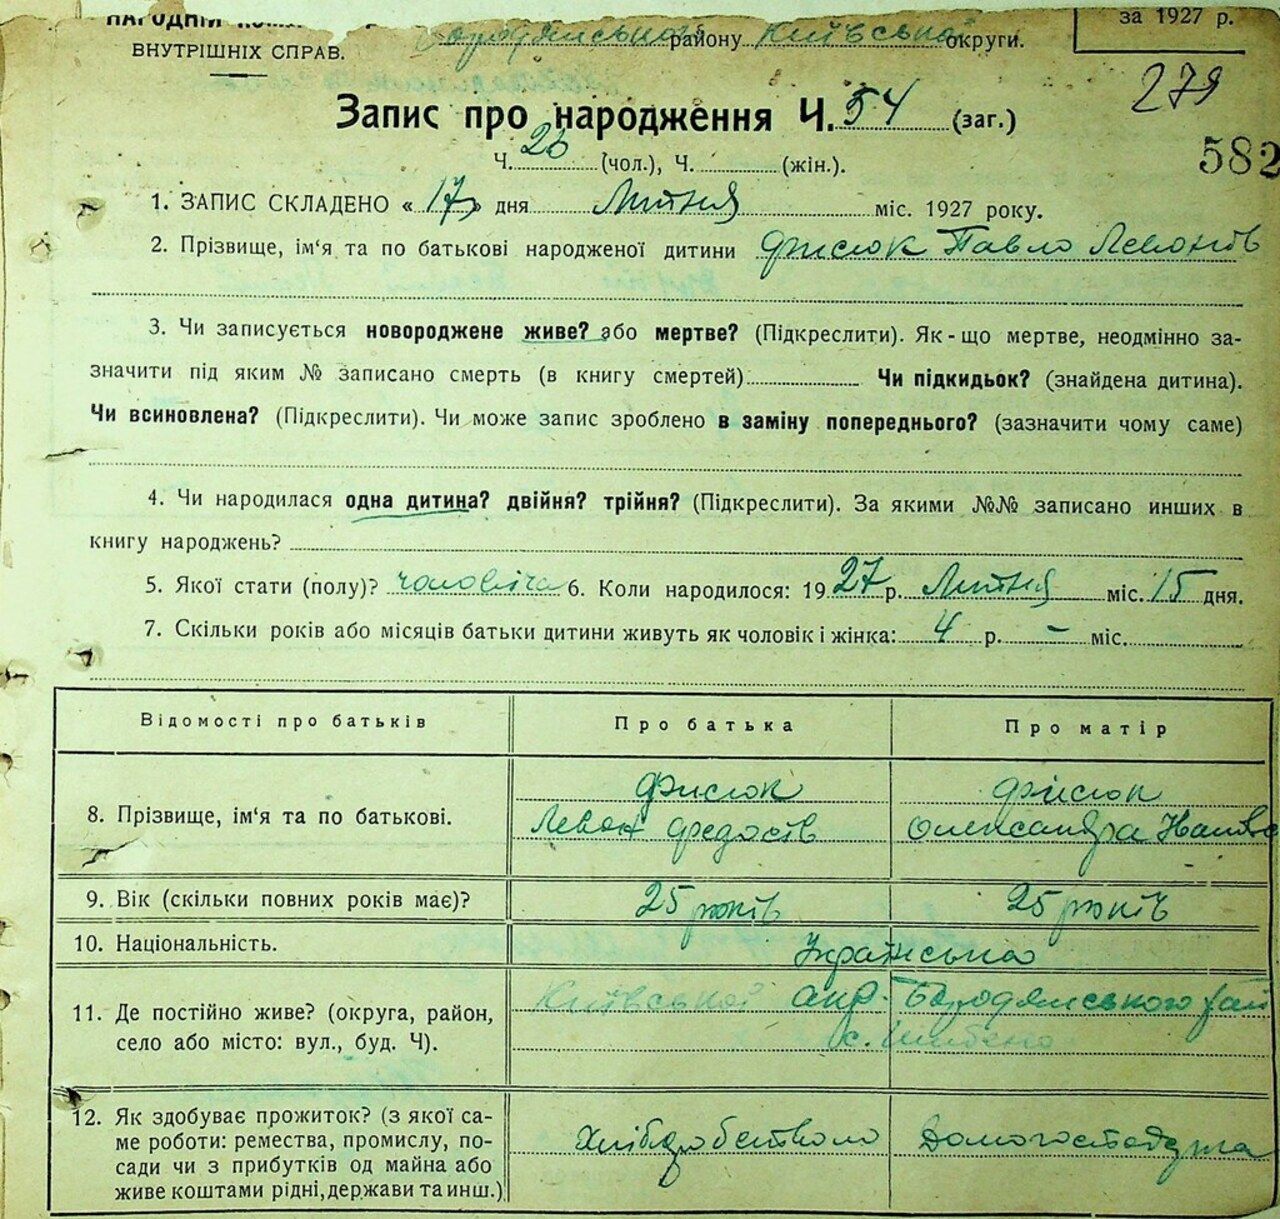 НАРОДНІЙ
за 1927 р.
ВНУТРІШНІХ СПРАВ.
району Київської округи.
279
Запис про народження Ч. 54 (заг.)
Ч. 26 (чол.), Ч. (жін.).
582
1. ЗАПИС СКЛАДЕНО « 17 » дня Липня міс. 1927 року.
2. Прізвище, ім‘я та по батькові народженої дитини Фисюк Павло Левонів
3. Чи записується новороджене живе? або мертве? (Підкреслити). Як-що мертве, неодмінно за-
значити під яким № записано смерть (в книгу смертей) Чи підкидьок? (знайдена дитина).
Чи всиновлена? (Підкреслити). Чи може запис зроблено в заміну попереднього? (зазначити чому саме)
4. Чи народилася одна дитина? двійня? трійня? (Підкреслити). За якими №№ записано инших в
книгу народжень?
5. Якої стати (полу)? чоловіча 6. Коли народилось: 1927 р. Липня міс. 15 дня.
7. Скільки років або місяців батьки дитини живуть як чоловік і жінка: 4 р. – міс.
Відомості про батьків Про батька Про матір
8. Прізвище, ім‘я та по батькові. Фисюк Левон Федосів Фисюк Олександра
9. Вік (скільки повних років має)? 25 років 25 років
10. Національність. Українська
11. Де постійно живе? (округа, район,
село або місто: вул., буд. Ч). Київської окр. Бородянського рай
с.
12. Як здобуває прожиток? (з якої са-
ме роботи: ремества, промислу, по-
сади чи з прибутків од майна або
живе коштами рідні, держави та инш.) Хліборобством